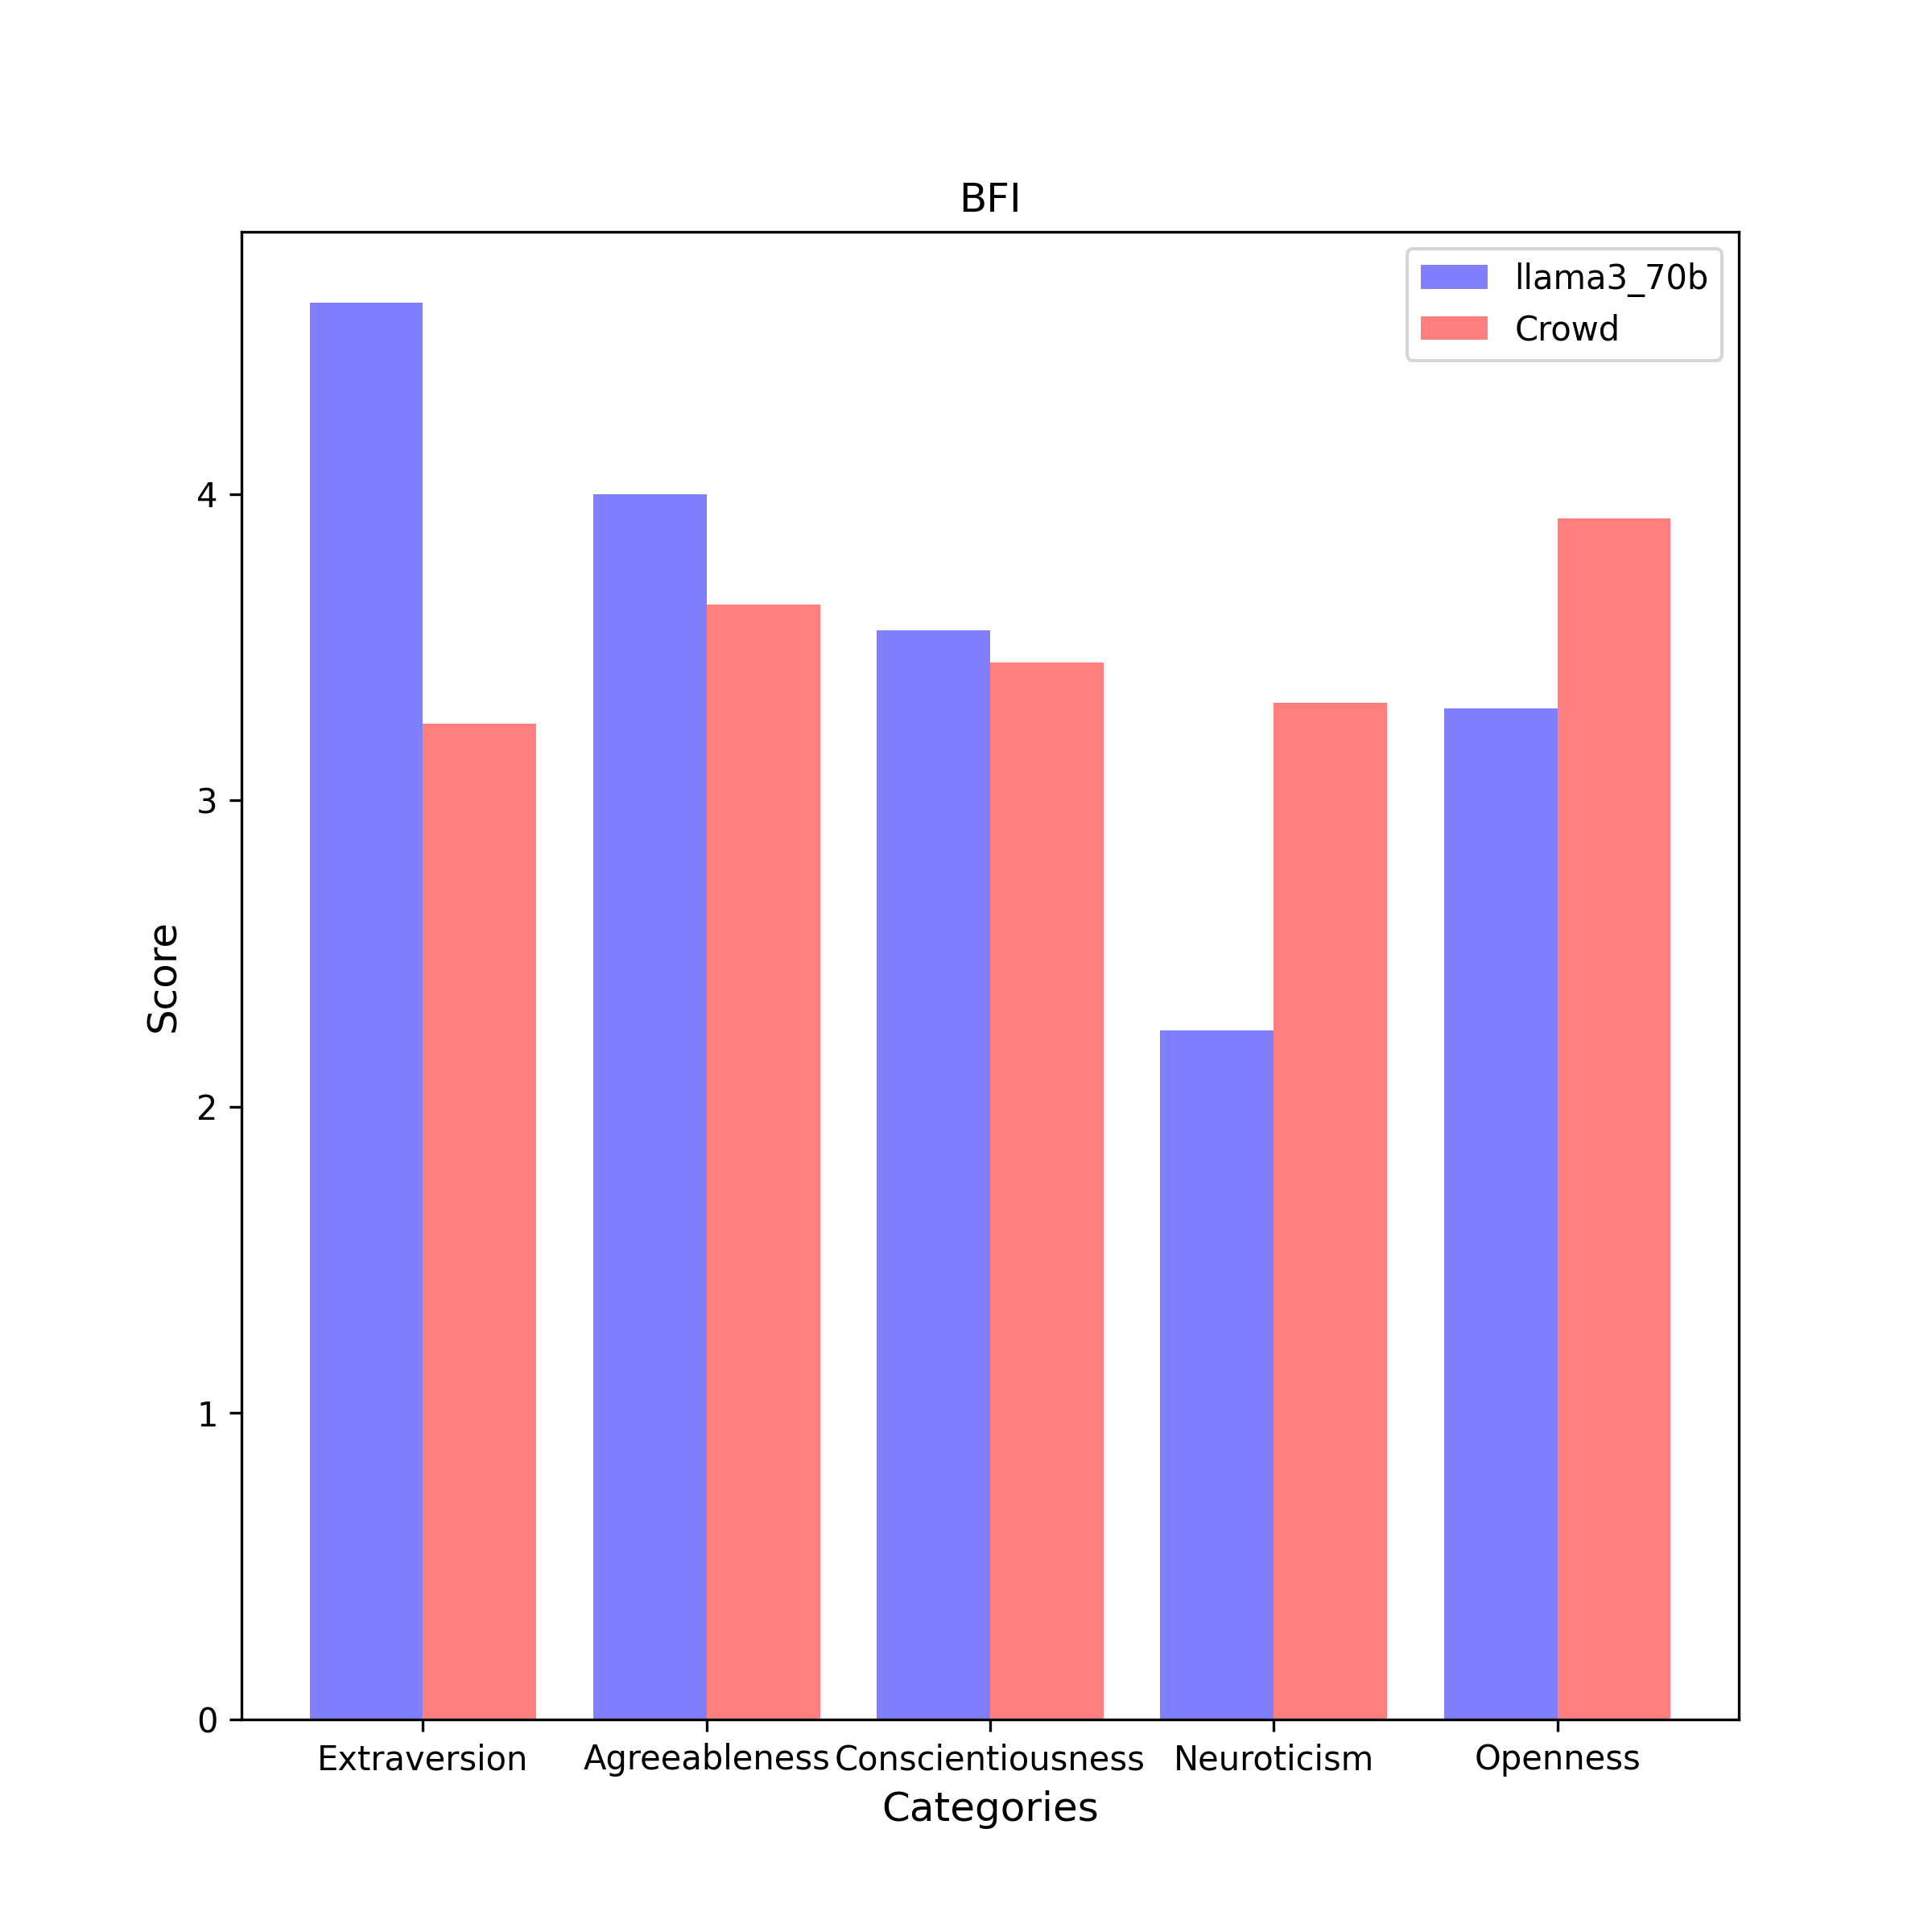 BFI
llama3_70b
Crowd
4
3
2
1
0
Score
Extraversion Agreeableness Conscientiousness Neuroticism Openness
Categories